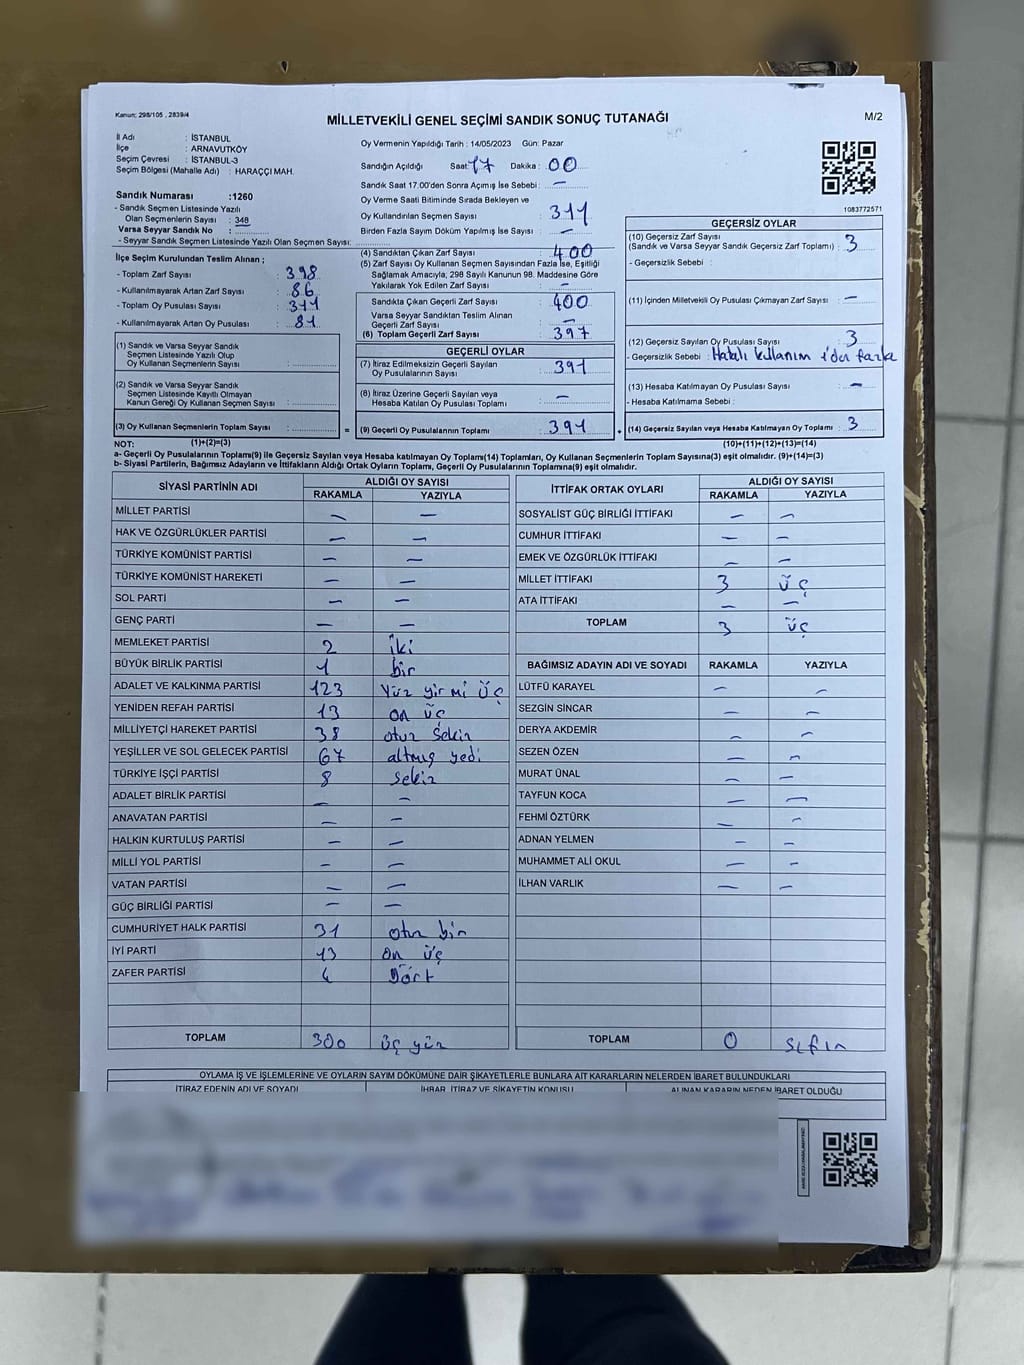 Kanun; 298/105 , 2839/4
MİLLETVEKİLİ GENEL SEÇİMİ SANDIK SONUÇ TUTANAĞI
M/2
İl Adı : İSTANBUL
İlçe : ARNAVUTKÖY
Seçim Çevresi : İSTANBUL-3
Seçim Bölgesi (Mahalle Adı) : HARAÇÇI MAH.
Sandık Numarası :1260
- Sandık Seçmen Listesinde Yazılı
Olan Seçmenlerin Sayısı : 348
Varsa Seyyar Sandık No :
- Seyyar Sandık Seçmen Listesinde Yazılı Olan Seçmen Sayısı:
İlçe Seçim Kurulundan Teslim Alınan ;
- Toplam Zarf Sayısı : 398
- Kullanılmayarak Artan Zarf Sayısı : 86
- Toplam Oy Pusulası Sayısı : 311
- Kullanılmayarak Artan Oy Pusulası : 81
(1) Sandık ve Varsa Seyyar Sandık
Seçmen Listesinde Yazılı Olup
Oy Kullanan Seçmenlerin Sayısı :
(2) Sandık ve Varsa Seyyar Sandık
Seçmen Listesinde Kayıtlı Olmayan
Kanun Gereği Oy Kullanan Seçmen Sayısı :
(3) Oy Kullanan Seçmenlerin Toplam Sayısı :
Oy Vermenin Yapıldığı Tarih : 14/05/2023 Gün: Pazar
Sandığın Açıldığı Saat: 17 Dakika : 00
Sandık Saat 17.00'den Sonra Açılmış İse Sebebi : —
Oy Verme Saati Bitiminde Sırada Bekleyen ve
Oy Kullandırılan Seçmen Sayısı : 311
Birden Fazla Sayım Döküm Yapılmış İse Sayısı : —
(4) Sandıktan Çıkan Zarf Sayısı : 400
(5) Zarf Sayısı Oy Kullanan Seçmen Sayısından Fazla İse, Eşitliği
Sağlamak Amacıyla, 298 Sayılı Kanunun 98. Maddesine Göre
Yakılarak Yok Edilen Zarf Sayısı : —
Sandıkta Çıkan Geçerli Zarf Sayısı : 400
Varsa Seyyar Sandıktan Teslim Alınan
Geçerli Zarf Sayısı : —
(6) Toplam Geçerli Zarf Sayısı : 397
GEÇERLİ OYLAR
(7) İtiraz Edilmeksizin Geçerli Sayılan
Oy Pusulalarının Sayısı : 391
(8) İtiraz Üzerine Geçerli Sayılan veya
Hesaba Katılan Oy Pusulası Toplamı : —
= (9) Geçerli Oy Pusulalarının Toplamı : 391 +
1083772571
GEÇERSİZ OYLAR
(10) Geçersiz Zarf Sayısı
(Sandık ve Varsa Seyyar Sandık Geçersiz Zarf Toplamı) : 3
- Geçersizlik Sebebi :
(11) İçinden Milletvekili Oy Pusulası Çıkmayan Zarf Sayısı : —
(12) Geçersiz Sayılan Oy Pusulası Sayısı : 3
- Geçersizlik Sebebi : Hatalı kullanım 1'den fazla
(13) Hesaba Katılmayan Oy Pusulası Sayısı : —
- Hesaba Katılmama Sebebi :
(14) Geçersiz Sayılan veya Hesaba Katılmayan Oy Toplamı : 3
NOT: (1)+(2)=(3) (10)+(11)+(12)+(13)=(14)
a- Geçerli Oy Pusulalarının Toplamı(9) ile Geçersiz Sayılan veya Hesaba katılmayan Oy Toplamı(14) Toplamları, Oy Kullanan Seçmenlerin Toplam Sayısına(3) eşit olmalıdır. (9)+(14)=(3)
b- Siyasi Partilerin, Bağımsız Adayların ve İttifakların Aldığı Ortak Oyların Toplamı, Geçerli Oy Pusulalarının Toplamına(9) eşit olmalıdır.
SİYASİ PARTİNİN ADI ALDIĞI OY SAYISI
RAKAMLA YAZIYLA
MİLLET PARTİSİ — —
HAK VE ÖZGÜRLÜKLER PARTİSİ — —
TÜRKİYE KOMÜNİST PARTİSİ — —
TÜRKİYE KOMÜNİST HAREKETİ — —
SOL PARTİ — —
GENÇ PARTİ — —
MEMLEKET PARTİSİ 2 iki
BÜYÜK BİRLİK PARTİSİ 1 bir
ADALET VE KALKINMA PARTİSİ 123 Yüz yirmi üç
YENİDEN REFAH PARTİSİ 13 on üç
MİLLİYETÇİ HAREKET PARTİSİ 38 otuz sekiz
YEŞİLLER VE SOL GELECEK PARTİSİ 67 altmış yedi
TÜRKİYE İŞÇİ PARTİSİ 8 sekiz
ADALET BİRLİK PARTİSİ — —
ANAVATAN PARTİSİ — —
HALKIN KURTULUŞ PARTİSİ — —
MİLLİ YOL PARTİSİ — —
VATAN PARTİSİ — —
GÜÇ BİRLİĞİ PARTİSİ — —
CUMHURİYET HALK PARTİSİ 31 otuz bir
İYİ PARTİ 13 on üç
ZAFER PARTİSİ 4 Dört
TOPLAM 300 üç yüz
İTTİFAK ORTAK OYLARI ALDIĞI OY SAYISI
RAKAMLA YAZIYLA
SOSYALİST GÜÇ BİRLİĞİ İTTİFAKI — —
CUMHUR İTTİFAKI — —
EMEK VE ÖZGÜRLÜK İTTİFAKI — —
MİLLET İTTİFAKI 3 üç
ATA İTTİFAKI — —
TOPLAM 3 üç
BAĞIMSIZ ADAYIN ADI VE SOYADI RAKAMLA YAZIYLA
LÜTFÜ KARAYEL — —
SEZGİN SİNCAR — —
DERYA AKDEMİR — —
SEZEN ÖZEN — —
MURAT ÜNAL — —
TAYFUN KOCA — —
FEHMİ ÖZTÜRK — —
ADNAN YELMEN — —
MUHAMMET ALİ OKUL — —
İLHAN VARLIK — —
TOPLAM 0 sıfır
OYLAMA İŞ VE İŞLEMLERİNE VE OYLARIN SAYIM DÖKÜMÜNE DAİR ŞİKAYETLERLE BUNLARA AİT KARARLARIN NELERDEN İBARET BULUNDUKLARI
İTİRAZ EDENİN ADI VE SOYADI İHBAR, İTİRAZ VE ŞİKAYETİN KONUSU ALINAN KARARIN NEDEN İBARET OLDUĞU